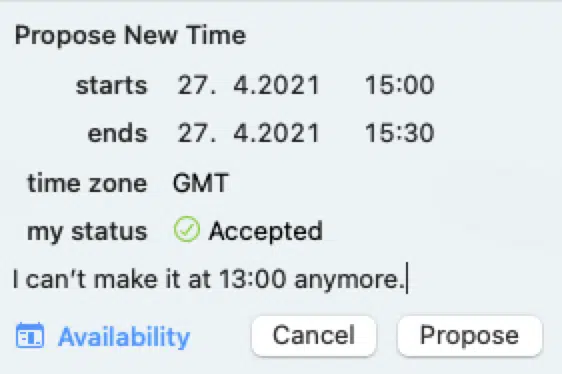 Propose New Time
starts 27. 4.2021 15:00
ends 27. 4.2021 15:30
time zone GMT
my status Accepted
I can’t make it at 13:00 anymore.
Availability Cancel Propose